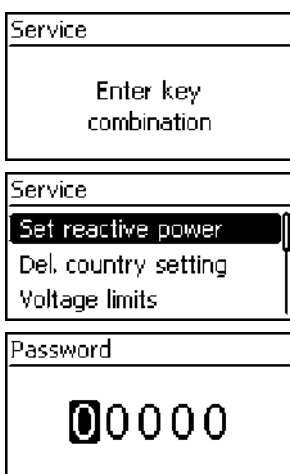 Service
Enter key
combination
Service
Set reactive power
Del. country setting
Voltage limits
Password
00000